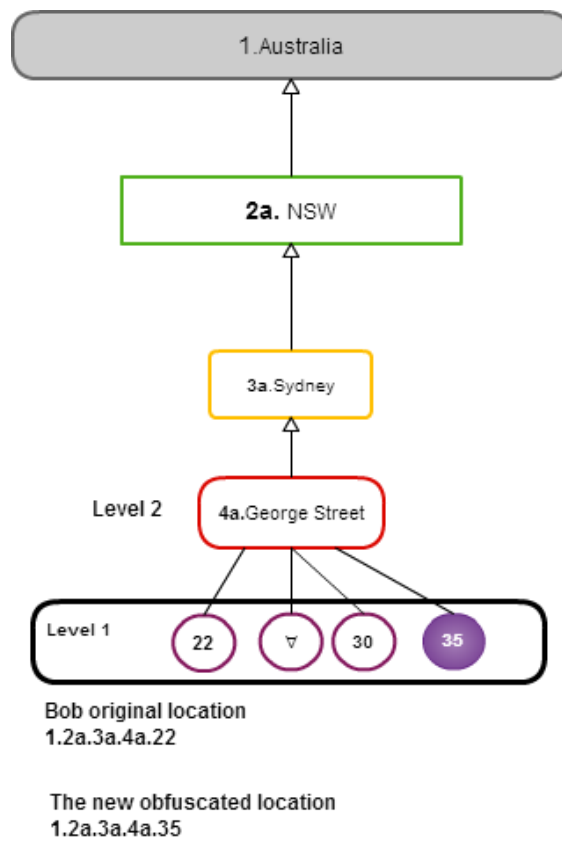 1.Australia
2a. NSW
3a.Sydney
Level 2
4a.George Street
Level 1
22
∀
30
35
Bob original location
1.2a.3a.4a.22
The new obfuscated location
1.2a.3a.4a.35